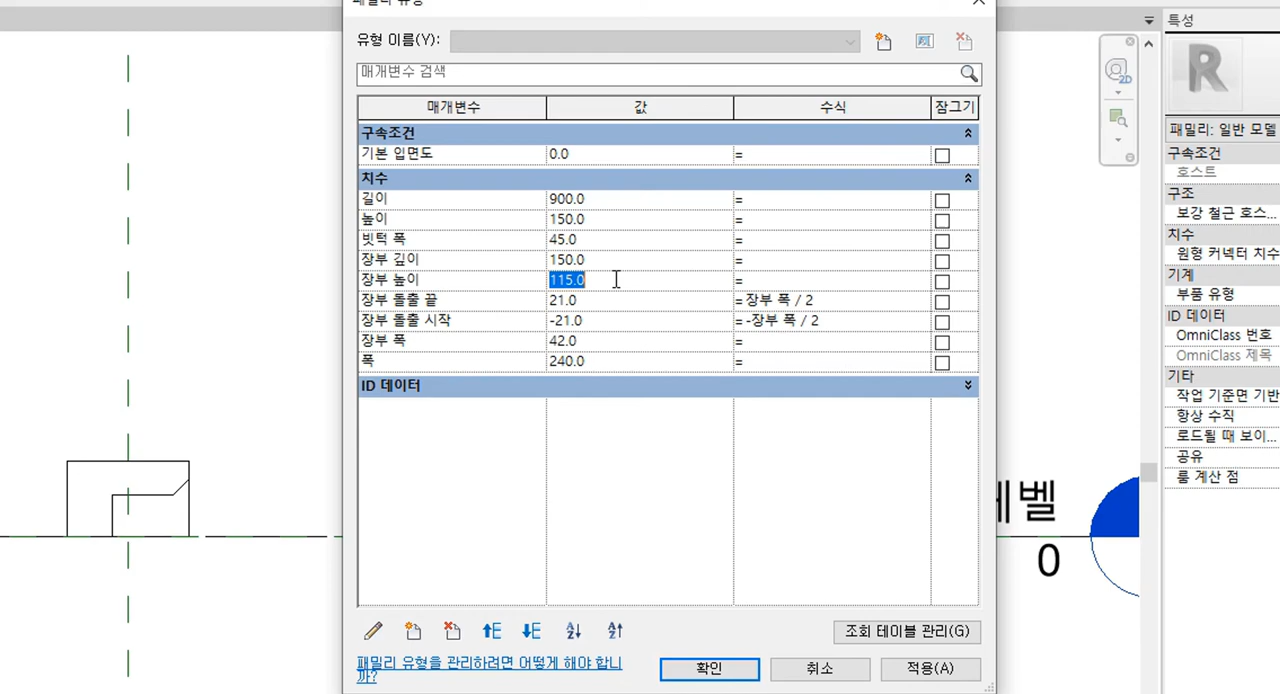 패밀리 유형
특성
유형 이름(Y):
매개변수 검색
2D
매개변수 값 수식 잠그기
패밀리: 일반 모델
구속조건
구속조건
기본 입면도 0.0 =
호스트
치수
구조
길이 900.0 =
보강 철근 호스...
높이 150.0 =
치수
빗턱 폭 45.0 =
원형 커넥터 치수
장부 깊이 150.0 =
기계
장부 높이 115.0 =
부품 유형
장부 돌출 끝 21.0 = 장부 폭 / 2
ID 데이터
장부 돌출 시작 -21.0 = -장부 폭 / 2
OmniClass 번호
장부 폭 42.0 =
OmniClass 제목
폭 240.0 =
기타
ID 데이터
작업 기준면 기반
항상 수직
로드될 때 보이...
공유
룸 계산 점
레벨
0
조회 테이블 관리(G)
패밀리 유형을 관리하려면 어떻게 해야 합니
까?
확인 취소 적용(A)